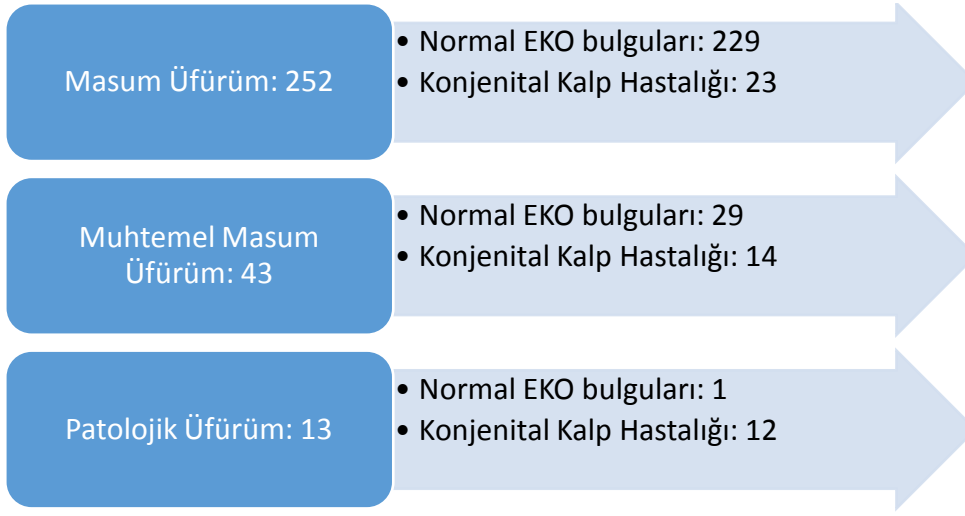 Masum Üfürüm: 252
• Normal EKO bulguları: 229
• Konjenital Kalp Hastalığı: 23
Muhtemel Masum
Üfürüm: 43
• Normal EKO bulguları: 29
• Konjenital Kalp Hastalığı: 14
Patolojik Üfürüm: 13
• Normal EKO bulguları: 1
• Konjenital Kalp Hastalığı: 12